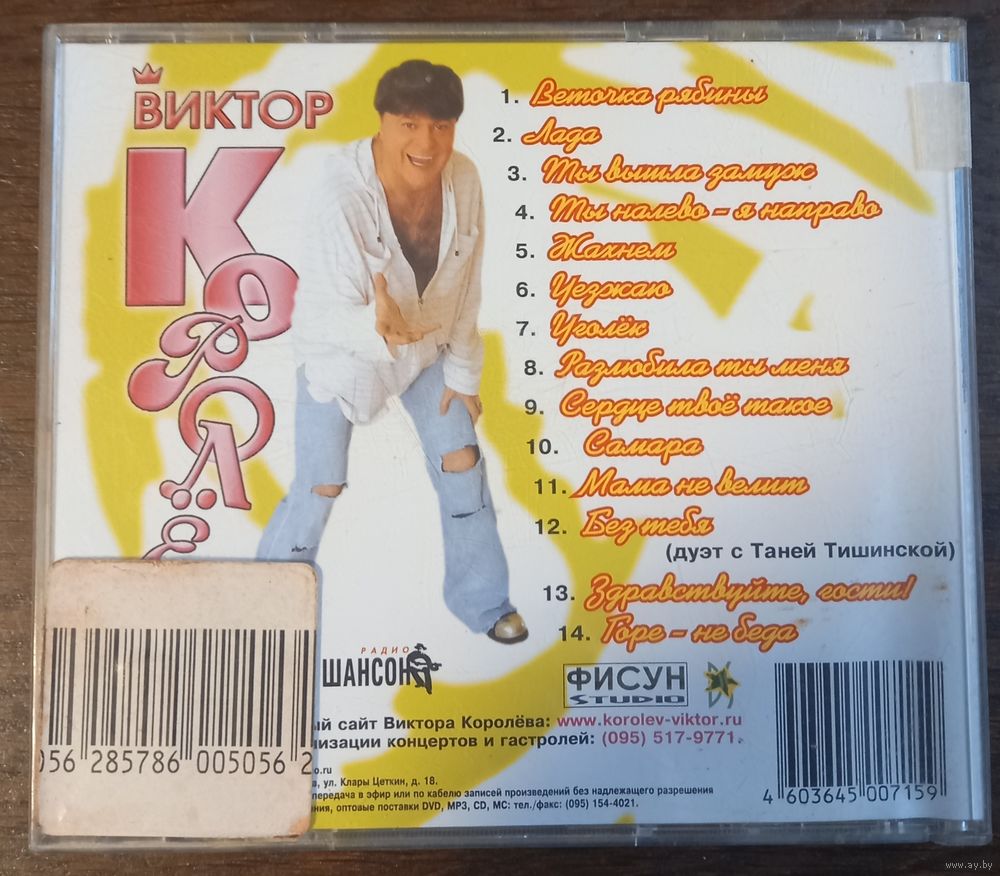 ВИКТОР
КОРОЛЁ
1. Веточка рябины
2. Лада
3. Ты вышла замуж
4. Ты налево - я направо
5. Жахнем
6. Уезжаю
7. Уголёк
8. Разлюбила ты меня
9. Сердце твоё такое
10. Самара
11. Мама не велит
12. Без тебя
(дуэт с Таней Тишинской)
13. Здравствуйте, гости!
14. Горе - не беда
РАДИО
ШАНСОН
ФИСУН
STUDIO
ый сайт Виктора Королёва: www.korolev-viktor.ru
низации концертов и гастролей: (095) 517-9771.
o.ru
а, ул. Клары Цеткин, д. 18.
передача в эфир или по кабелю записей произведений без надлежащего разрешения
ния, оптовые поставки DVD, MP3, CD, MC: тел./факс: (095) 154-4021.
056 285786 005056 2
4 603645 007159
www.ay.by